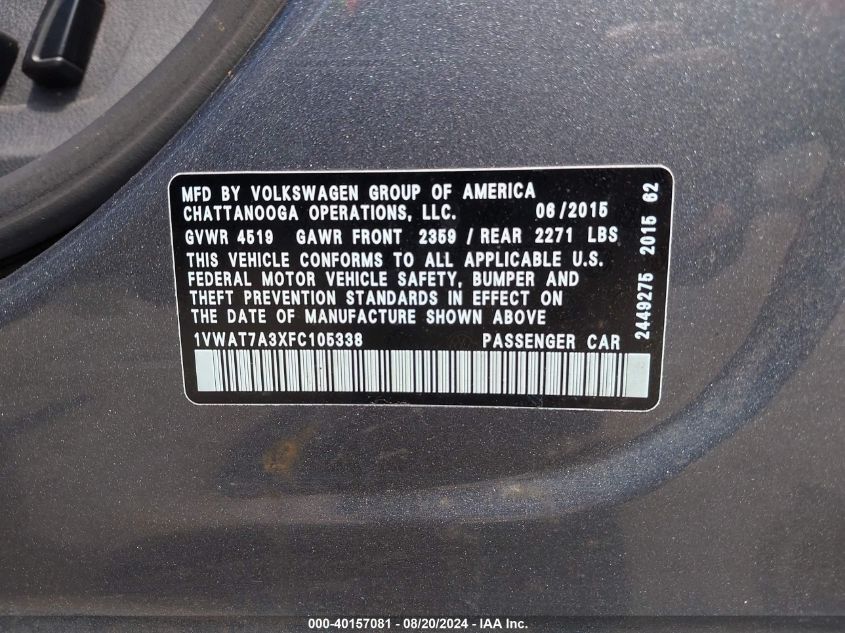 MFD BY VOLKSWAGEN GROUP OF AMERICA
CHATTANOOGA OPERATIONS, LLC. 06/2015
GVWR 4519 GAWR FRONT 2359 / REAR 2271 LBS
THIS VEHICLE CONFORMS TO ALL APPLICABLE U.S.
FEDERAL MOTOR VEHICLE SAFETY, BUMPER AND
THEFT PREVENTION STANDARDS IN EFFECT ON
THE DATE OF MANUFACTURE SHOWN ABOVE
1VWAT7A3XFC105338 PASSENGER CAR
2449275 2015 62
000-40157081 - 08/20/2024 - IAA Inc.